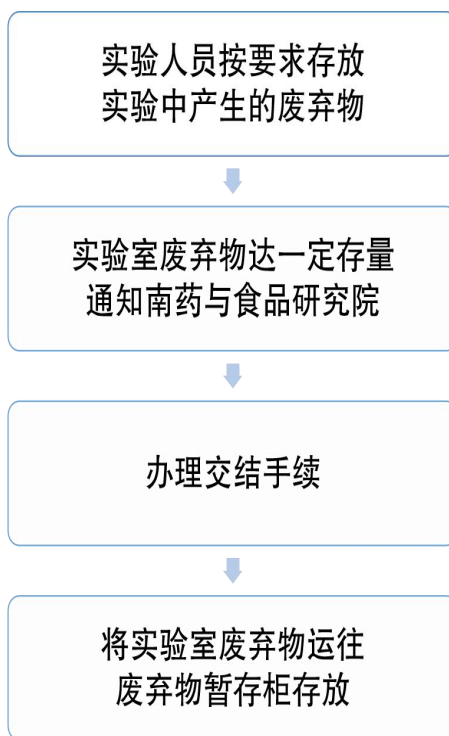 实验人员按要求存放
实验中产生的废弃物
实验室废弃物达一定存量
通知南药与食品研究院
办理交结手续
将实验室废弃物运往
废弃物暂存柜存放